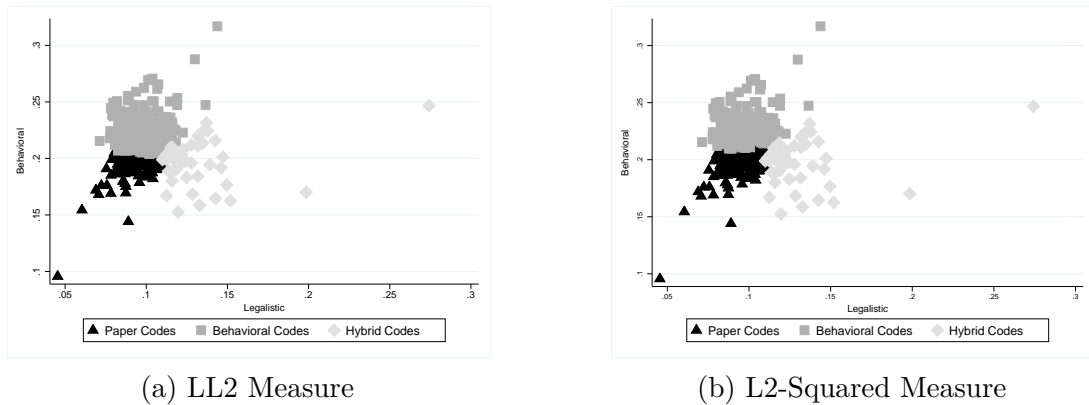 .3
.25
.2
.15
.1
Behavioral
.05 .1 .15 .2 .25 .3
Legalistic
Paper Codes Behavioral Codes Hybrid Codes
(a) LL2 Measure
.3
.25
.2
.15
.1
Behavioral
.05 .1 .15 .2 .25 .3
Legalistic
Paper Codes Behavioral Codes Hybrid Codes
(b) L2-Squared Measure